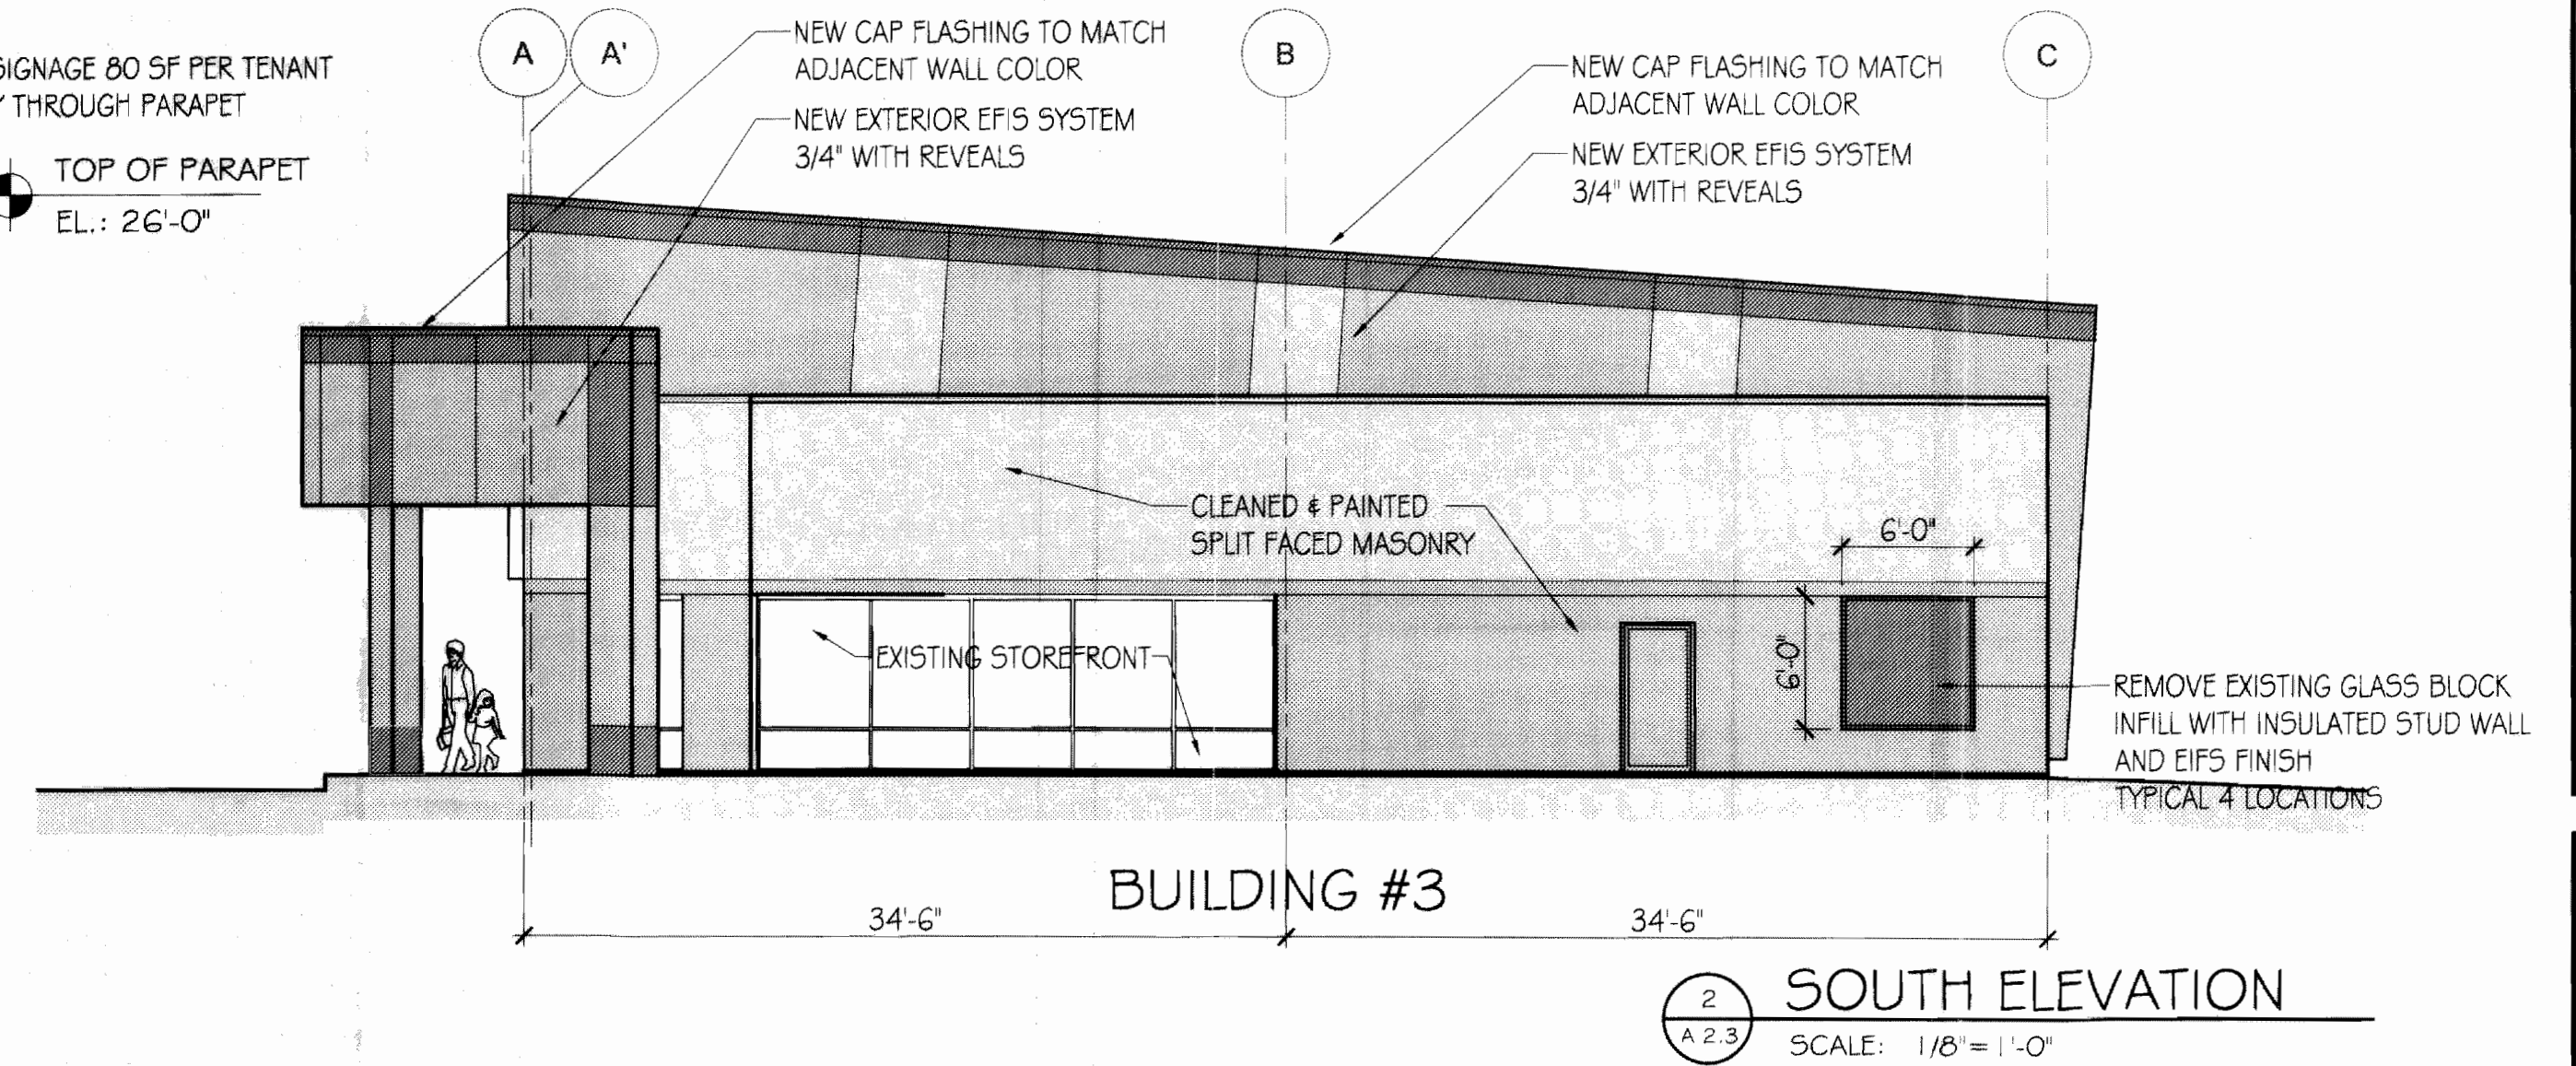 SIGNAGE 80 SF PER TENANT
THROUGH PARAPET
TOP OF PARAPET
EL.: 26'-0"
A
A'
B
C
NEW CAP FLASHING TO MATCH
ADJACENT WALL COLOR
NEW EXTERIOR EFIS SYSTEM
3/4" WITH REVEALS
NEW CAP FLASHING TO MATCH
ADJACENT WALL COLOR
NEW EXTERIOR EFIS SYSTEM
3/4" WITH REVEALS
CLEANED & PAINTED
SPLIT FACED MASONRY
6'-0"
6'-0"
EXISTING STOREFRONT
REMOVE EXISTING GLASS BLOCK
INFILL WITH INSULATED STUD WALL
AND EIFS FINISH
TYPICAL 4 LOCATIONS
BUILDING #3
34'-6"
34'-6"
2
A 2.3
SOUTH ELEVATION
SCALE: 1/8"= 1'-0"